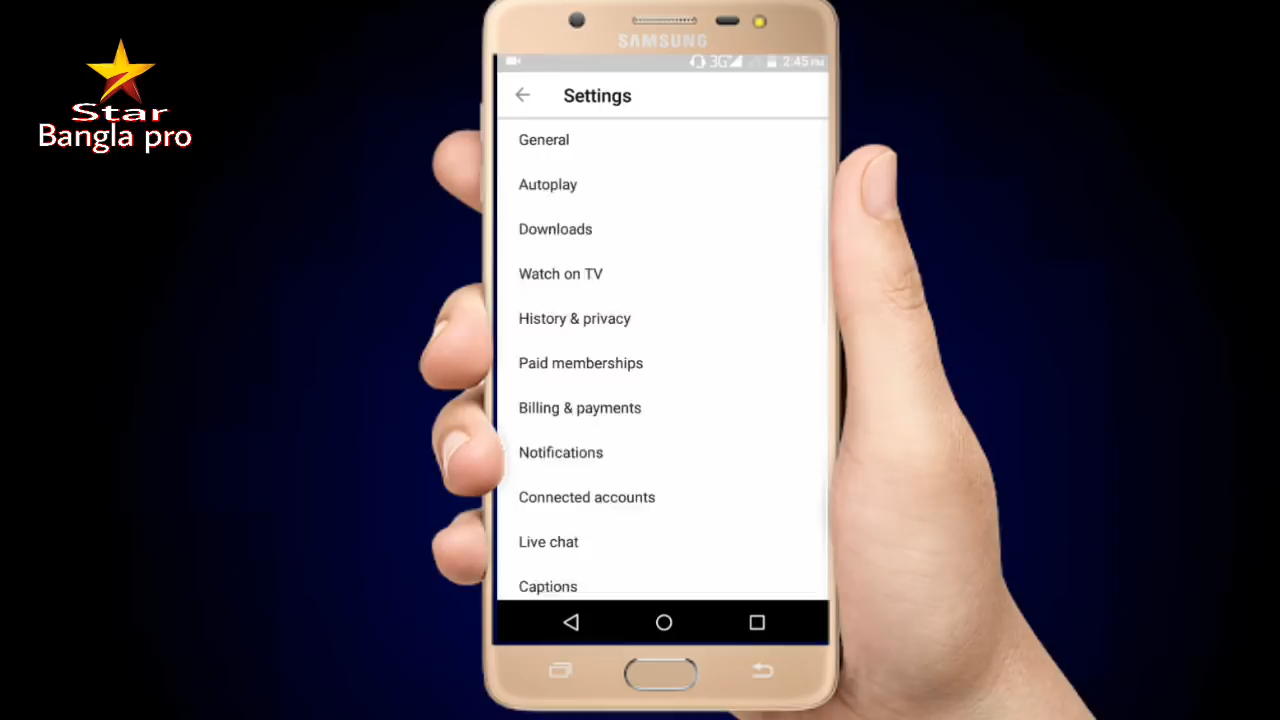 Star
Bangla pro
SAMSUNG
3G 2:45 PM
Settings
General
Autoplay
Downloads
Watch on TV
History & privacy
Paid memberships
Billing & payments
Notifications
Connected accounts
Live chat
Captions